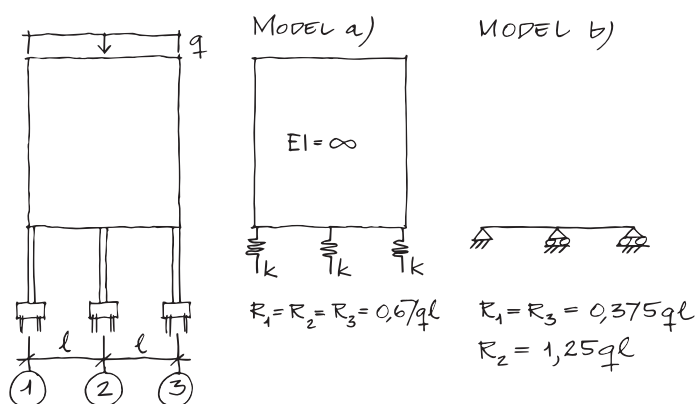 q
l
l
1
2
3
MODEL a)
EI = ∞
k
k
k
R₁ = R₂ = R₃ = 0,67ql
MODEL b)
R₁ = R₃ = 0,375ql
R₂ = 1,25ql